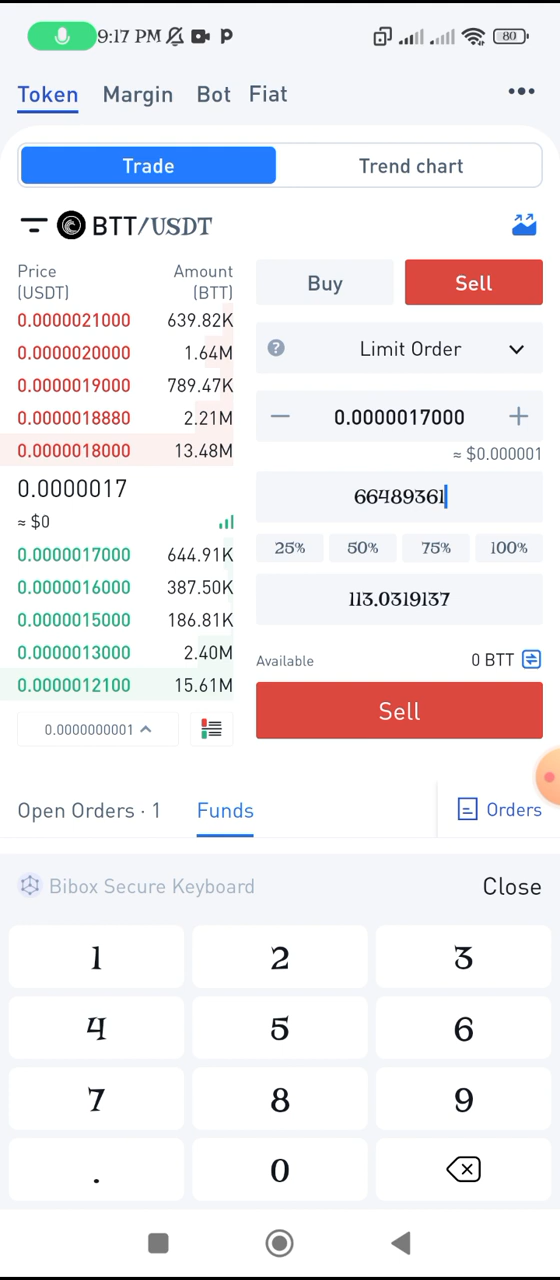 9:17 PM 80
Token Margin Bot Fiat
Trade Trend chart
BTT/USDT
Price Amount
(USDT) (BTT)
Buy Sell
0.0000021000 639.82K
0.0000020000 1.64M
Limit Order
0.0000019000 789.47K
0.0000018880 2.21M
0.0000017000
0.0000018000 13.48M
≈ $0.000001
0.0000017
66489361
≈ $0
0.0000017000 644.91K
25% 50% 75% 100%
0.0000016000 387.50K
0.0000015000 186.81K
113.0319137
0.0000013000 2.40M
Available 0 BTT
0.0000012100 15.61M
Sell
0.0000000001
Open Orders · 1 Funds Orders
Bibox Secure Keyboard Close
1 2 3
4 5 6
7 8 9
. 0